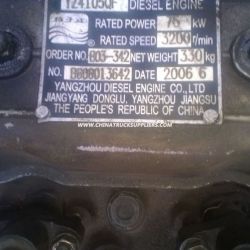 YZ4105QF DIESEL ENGINE
RATED POWER 76 kW
RATED SPEED 3200 r/min
ORDER NO. B03-342 NET WEIGHT 330 kg
NO. DATE 2006 6
YANGZHOU DIESEL ENGINE CO.,LTD
JIANGYANG DONGLU, YANGZHOU JIANGSU
THE PEOPLE'S REPUBLIC OF CHINA
WWW.CHINATRUCKSUPPLIERS.COM